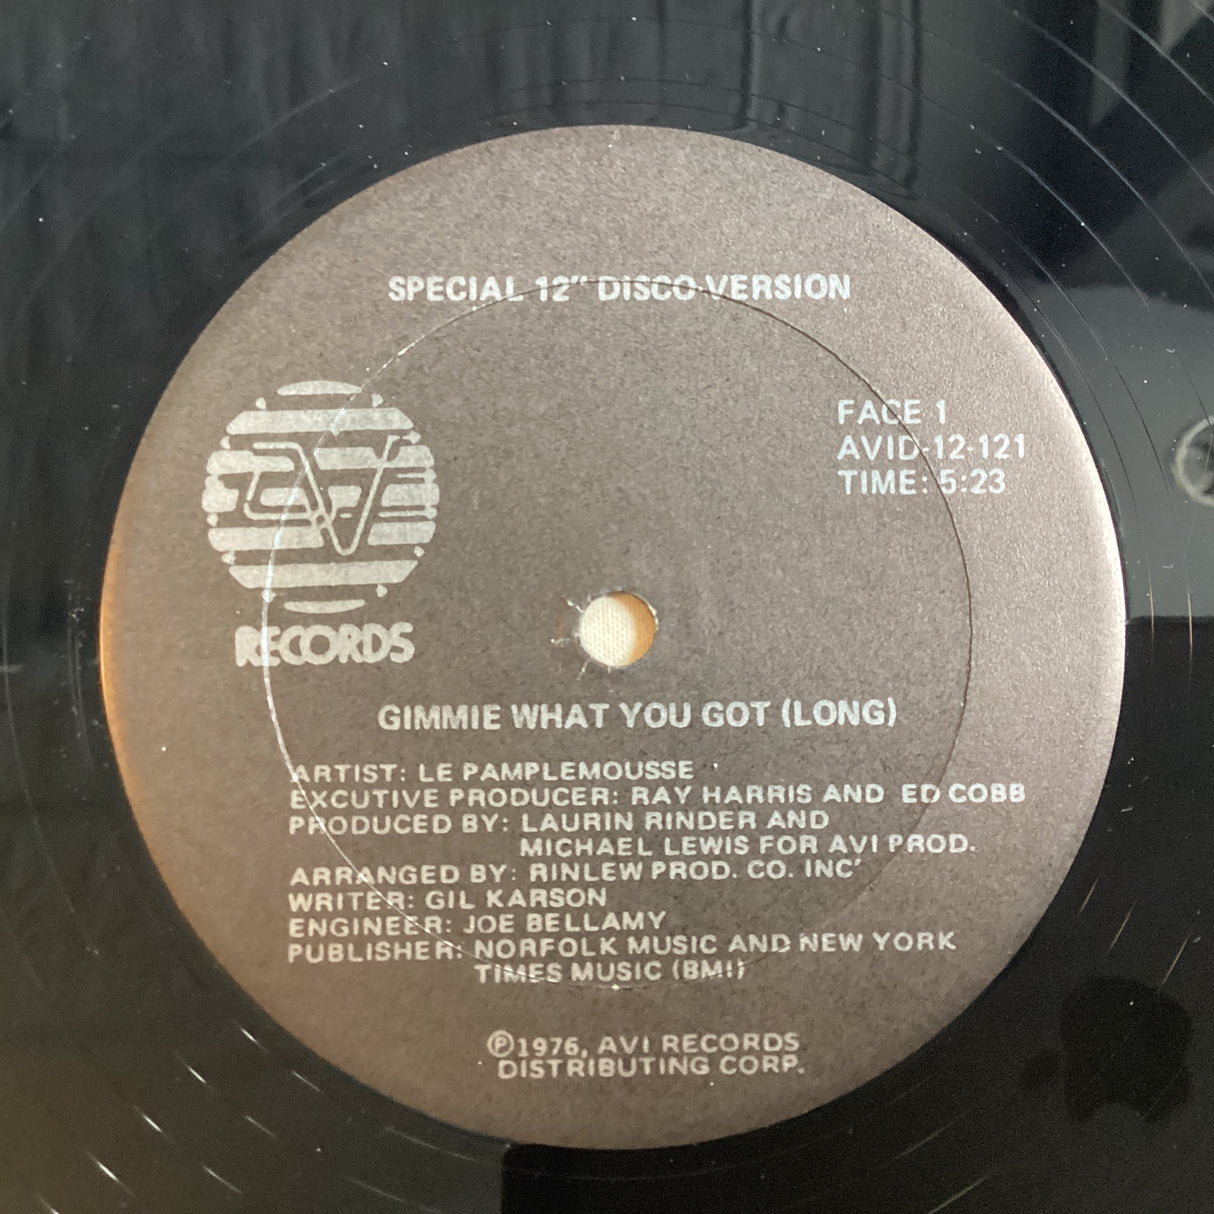 SPECIAL 12" DISCO VERSION
FACE 1
AVID-12-121
TIME: 5:23
AVI
RECORDS
GIMMIE WHAT YOU GOT (LONG)
ARTIST: LE PAMPLEMOUSSE
EXCUTIVE PRODUCER: RAY HARRIS AND ED COBB
PRODUCED BY: LAURIN RINDER AND
MICHAEL LEWIS FOR AVI PROD.
ARRANGED BY: RINLEW PROD. CO. INC'
WRITER: GIL KARSON
ENGINEER: JOE BELLAMY
PUBLISHER: NORFOLK MUSIC AND NEW YORK
TIMES MUSIC (BMI)
Ⓟ1976, AVI RECORDS
DISTRIBUTING CORP.